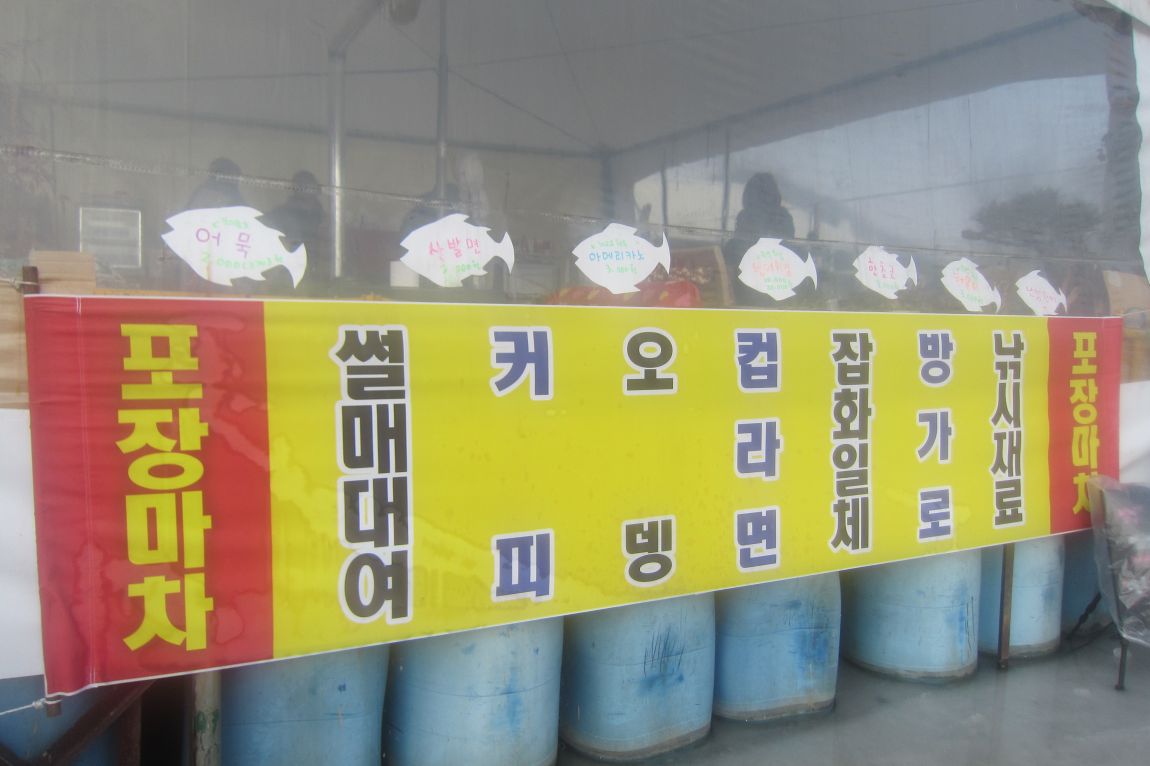 어묵
사발면
아메리카노
포장마차
썰매대여
커피
오뎅
컵라면
잡화일체
방가로
낚시재료
포장마차